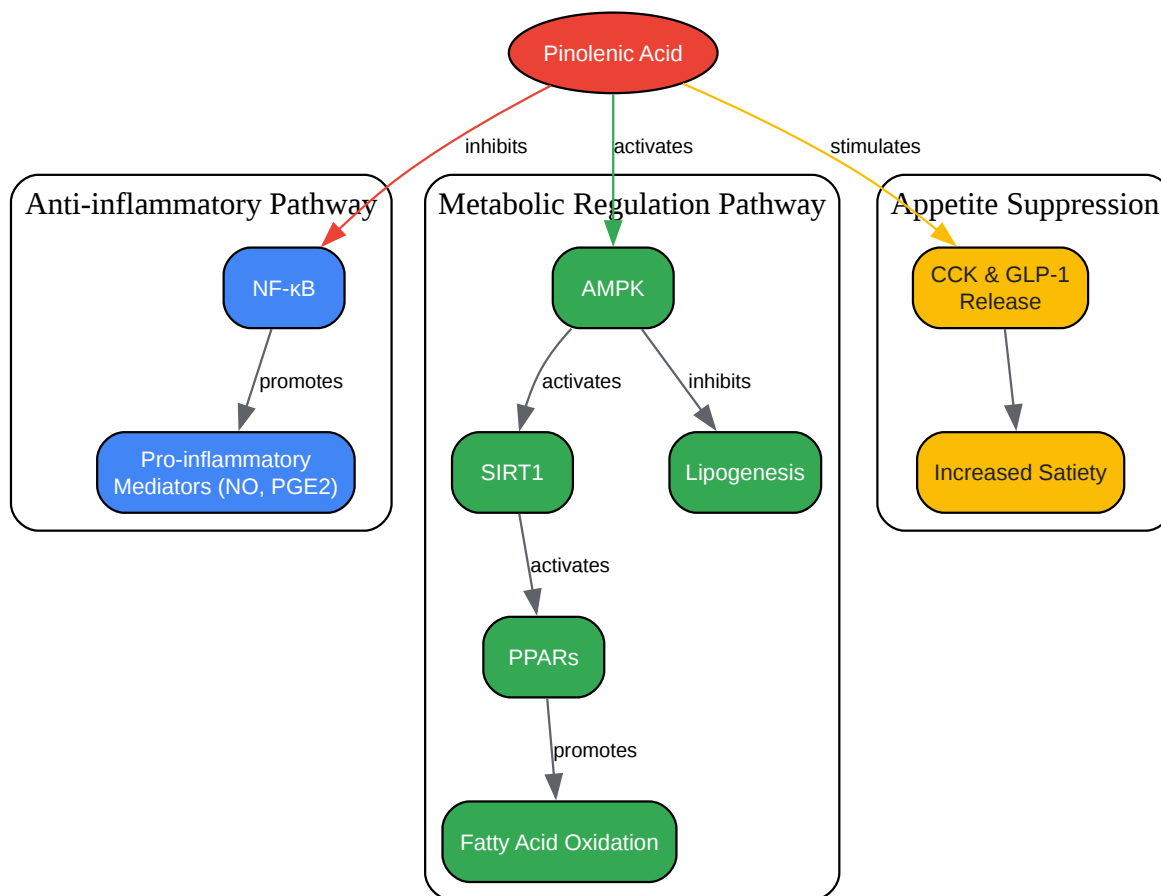 Pinolenic Acid
inhibits
activates
stimulates
Anti-inflammatory Pathway
Metabolic Regulation Pathway
Appetite Suppression
NF-κB
AMPK
CCK & GLP-1
Release
promotes
activates
inhibits
Pro-inflammatory
Mediators (NO, PGE2)
SIRT1
Lipogenesis
Increased Satiety
activates
PPARs
promotes
Fatty Acid Oxidation